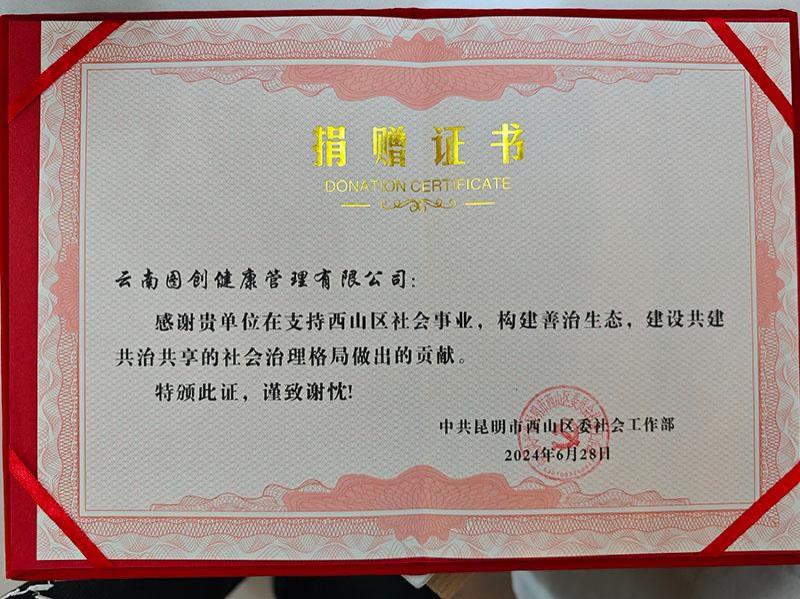 捐赠证书
DONATION CERTIFICATE
云南图创健康管理有限公司：
感谢贵单位在支持西山区社会事业，构建善治生态，建设共建
共治共享的社会治理格局做出的贡献。
特颁此证，谨致谢忱！
中共昆明市西山区委社会工作部
2024年6月28日